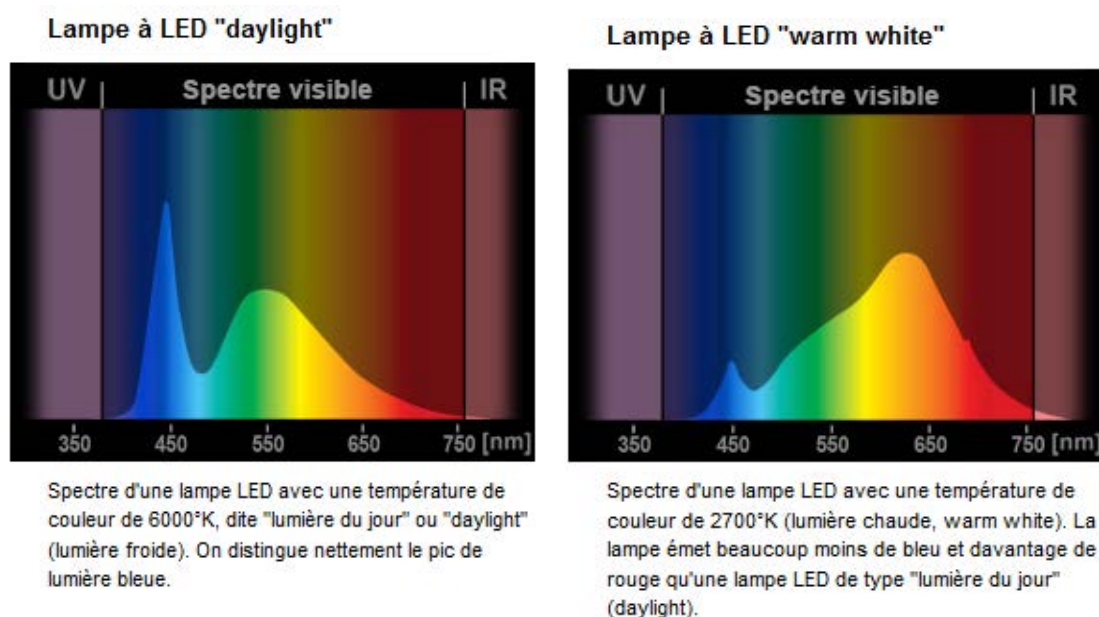 Lampe à LED "daylight"
UV | Spectre visible | IR
350 450 550 650 750 [nm]
Spectre d'une lampe LED avec une température de
couleur de 6000°K, dite "lumière du jour" ou "daylight"
(lumière froide). On distingue nettement le pic de
lumière bleue.
Lampe à LED "warm white"
UV | Spectre visible | IR
350 450 550 650 750 [nm]
Spectre d'une lampe LED avec une température de
couleur de 2700°K (lumière chaude, warm white). La
lampe émet beaucoup moins de bleu et davantage de
rouge qu'une lampe LED de type "lumière du jour"
(daylight).